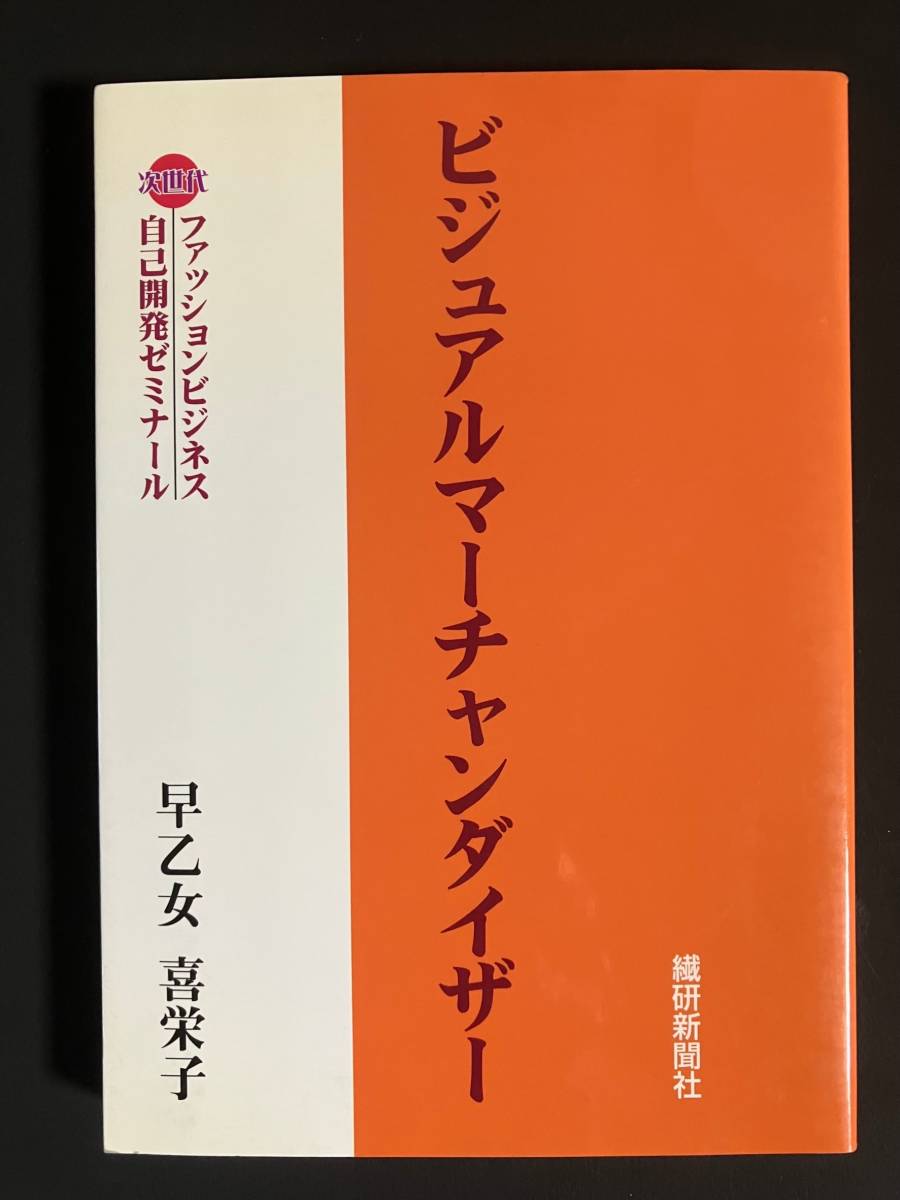 ビジュアルマーチャンダイザー
次世代
ファッションビジネス
自己開発ゼミナール
早乙女 喜栄子
繊研新聞社